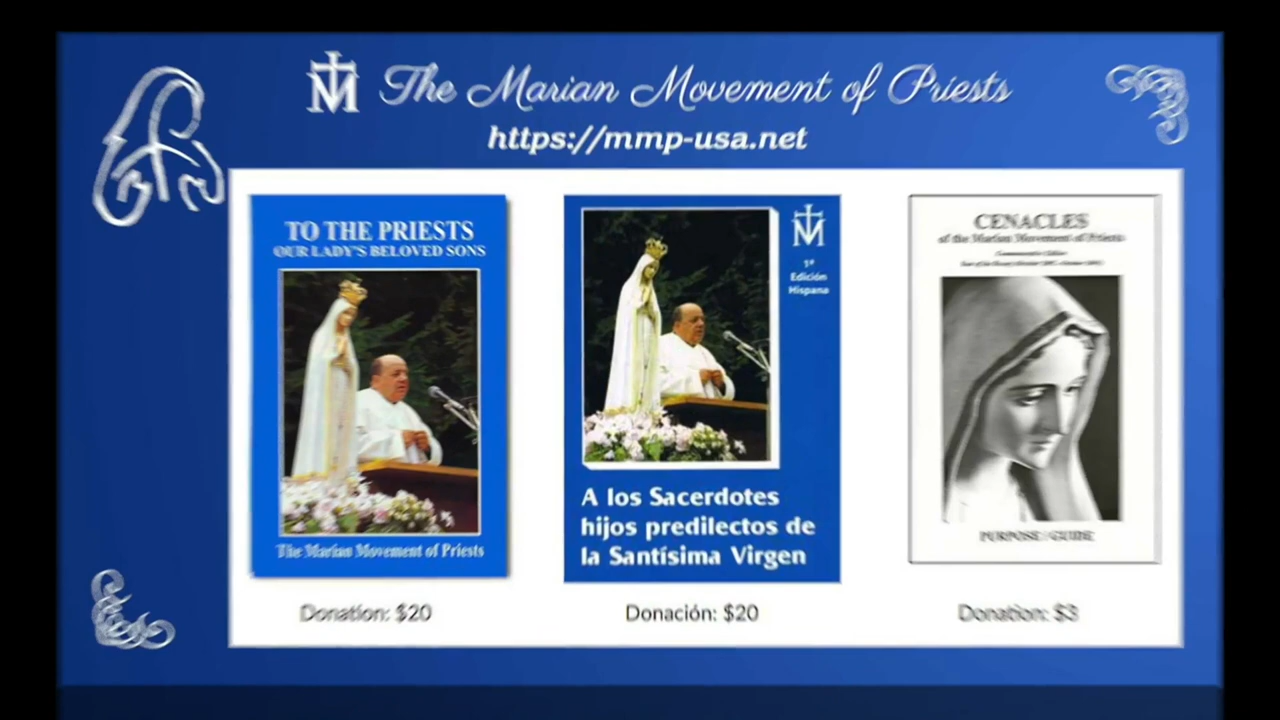 The Marian Movement of Priests
https://mmp-usa.net
TO THE PRIESTS
OUR LADY'S BELOVED SONS
The Marian Movement of Priests
Donation: $20
1ª
Edición
Hispana
A los Sacerdotes
hijos predilectos de
la Santísima Virgen
Donación: $20
CENACLES
of the Marian Movement of Priests
PURPOSE / GUIDE
Donation: $3